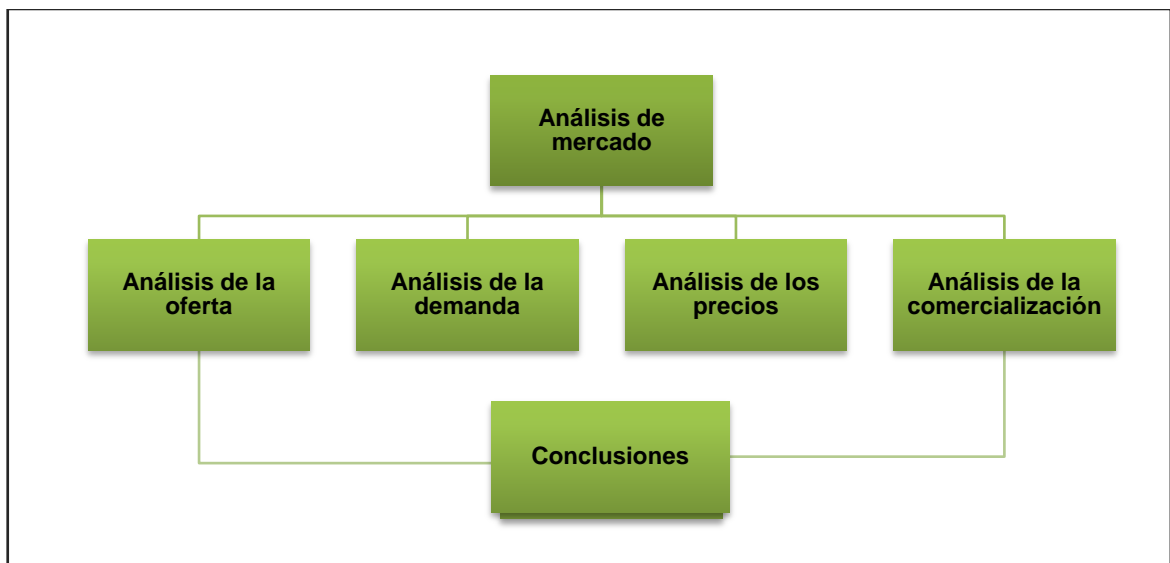 Análisis de
mercado
Análisis de la
oferta
Análisis de la
demanda
Análisis de los
precios
Análisis de la
comercialización
Conclusiones